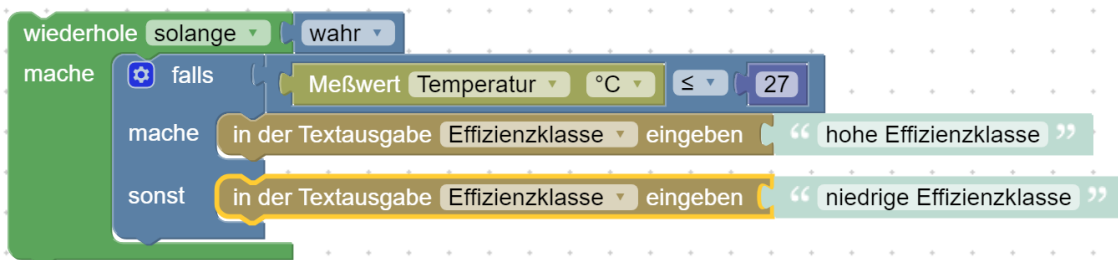 wiederhole solange wahr
mache falls Meßwert Temperatur °C ≤ 27
mache in der Textausgabe Effizienzklasse eingeben “ hohe Effizienzklasse ”
sonst in der Textausgabe Effizienzklasse eingeben “ niedrige Effizienzklasse ”